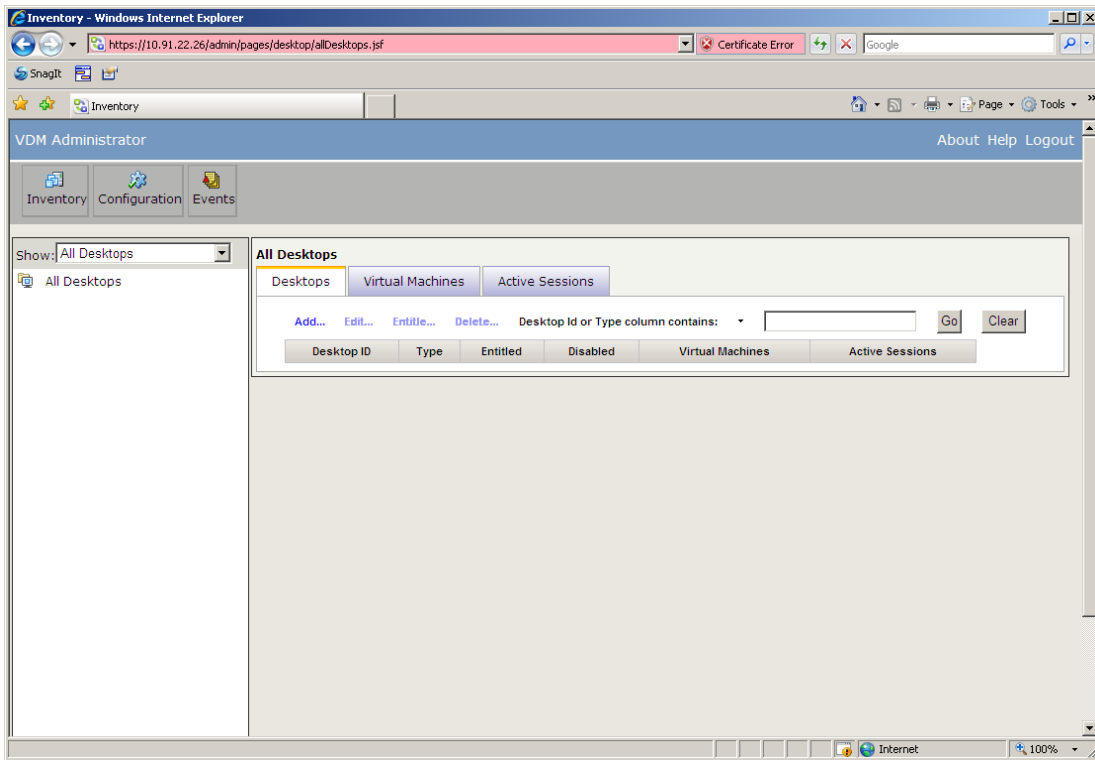 Inventory - Windows Internet Explorer
https://10.91.22.26/admin/pages/desktop/allDesktops.jsf
Certificate Error
Google
SnagIt
Inventory
Page
Tools
»
VDM Administrator
About Help Logout
Inventory Configuration Events
Show: All Desktops
All Desktops
All Desktops
Desktops Virtual Machines Active Sessions
Add... Edit... Entitle... Delete... Desktop Id or Type column contains: Go Clear
Desktop ID Type Entitled Disabled Virtual Machines Active Sessions
Internet
100%